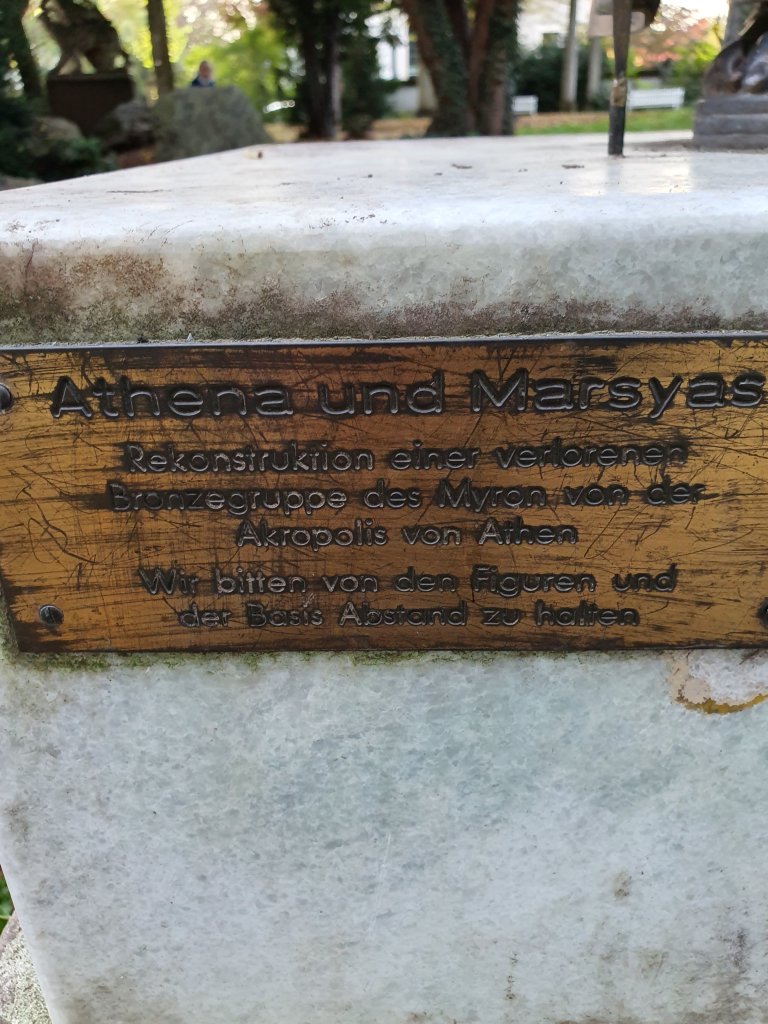 Athena und Marsyas
Rekonstruktion einer verlorenen
Bronzegruppe des Myron von der
Akropolis von Athen
Wir bitten von den Figuren und
der Basis Abstand zu halten